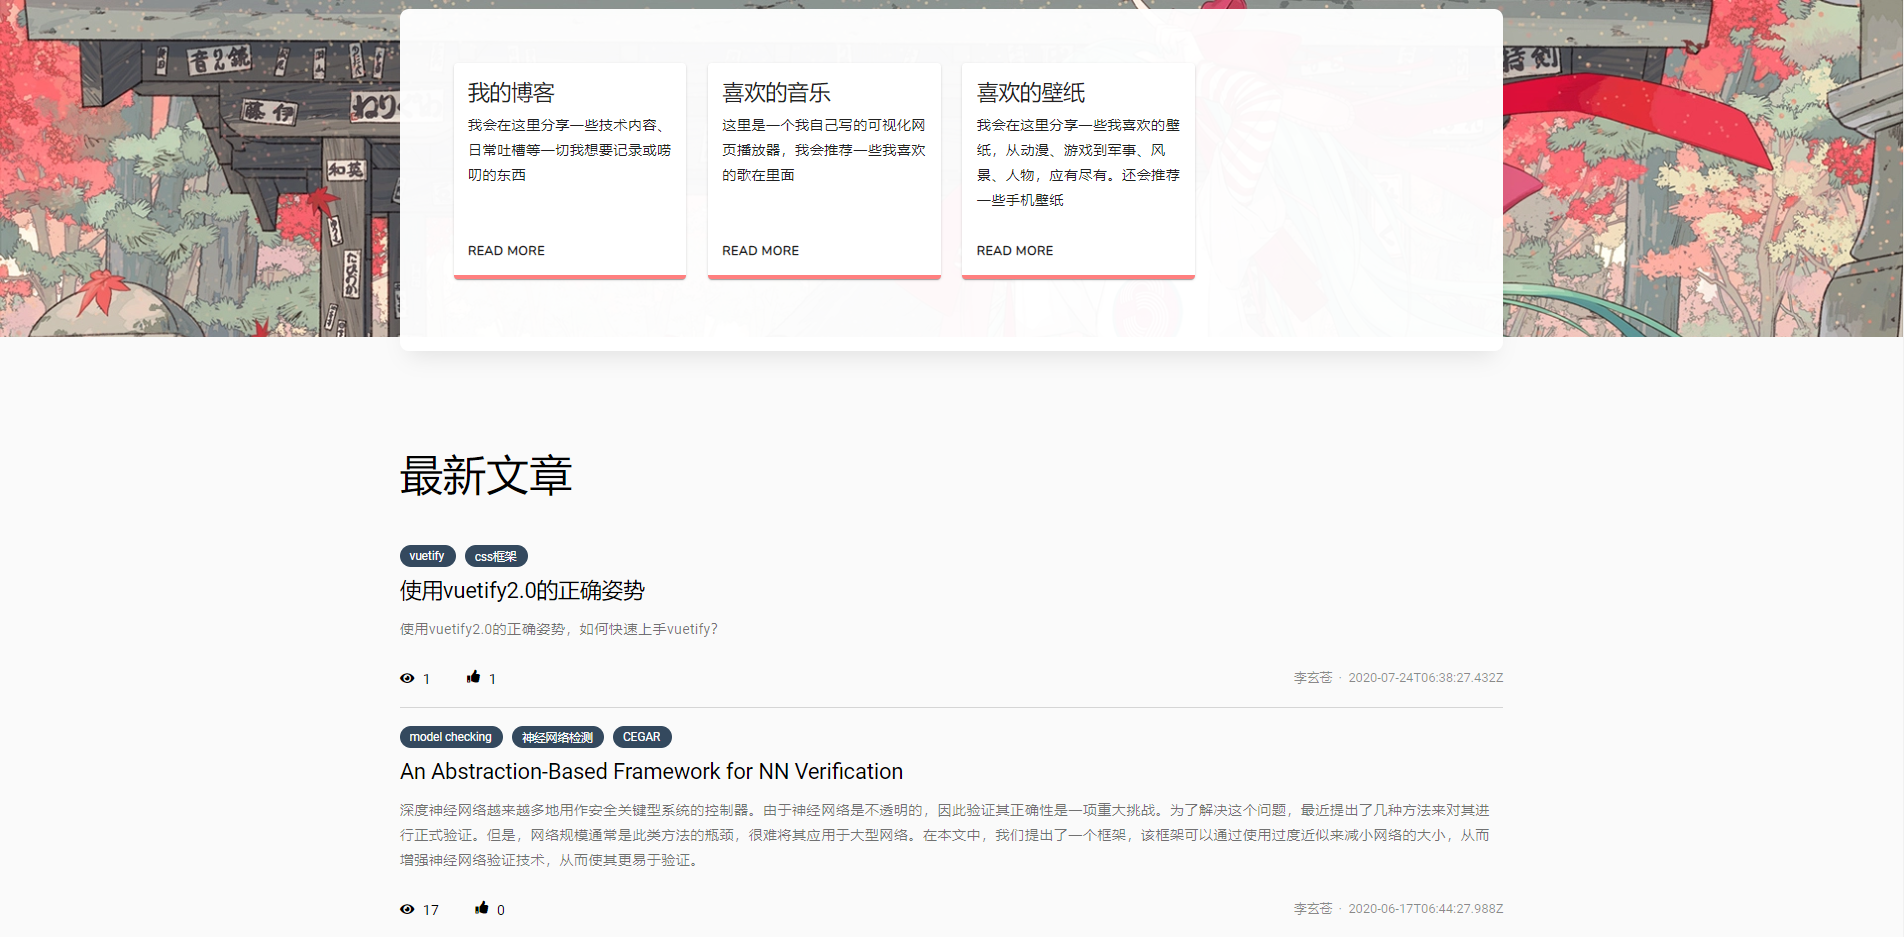 音りん鏡
藤伊
和英
我的博客
我会在这里分享一些技术内容、
日常吐槽等一切我想要记录或唠
叨的东西
READ MORE
喜欢的音乐
这里是一个我自己写的可视化网
页播放器，我会推荐一些我喜欢
的歌在里面
READ MORE
喜欢的壁纸
我会在这里分享一些我喜欢的壁
纸，从动漫、游戏到军事、风
景、人物，应有尽有。还会推荐
一些手机壁纸
READ MORE
最新文章
vuetify css框架
使用vuetify2.0的正确姿势
使用vuetify2.0的正确姿势，如何快速上手vuetify？
1 1 李玄苍 · 2020-07-24T06:38:27.432Z
model checking 神经网络检测 CEGAR
An Abstraction-Based Framework for NN Verification
深度神经网络越来越多地用作安全关键型系统的控制器。由于神经网络是不透明的，因此验证其正确性是一项重大挑战。为了解决这个问题，最近提出了几种方法来对其进
行正式验证。但是，网络规模通常是此类方法的瓶颈，很难将其应用于大型网络。在本文中，我们提出了一个框架，该框架可以通过使用过度近似来减小网络的大小，从而
增强神经网络验证技术，从而使其更易于验证。
17 0 李玄苍 · 2020-06-17T06:44:27.988Z